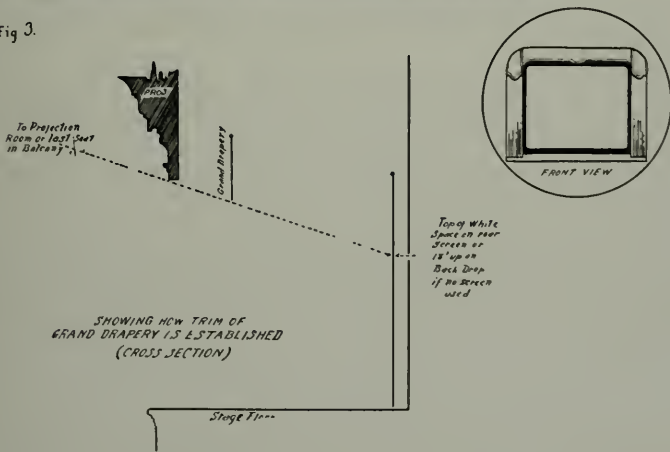 Fig 3.
PROS
To Projection
Room or last Seat
in Balcony
Grand Drapery
FRONT VIEW
Top of White
Space on rear
Screen or
18' up on
Back Drop
if no screen
used
SHOWING HOW TRIM OF
GRAND DRAPERY IS ESTABLISHED
(CROSS SECTION)
Stage Floor